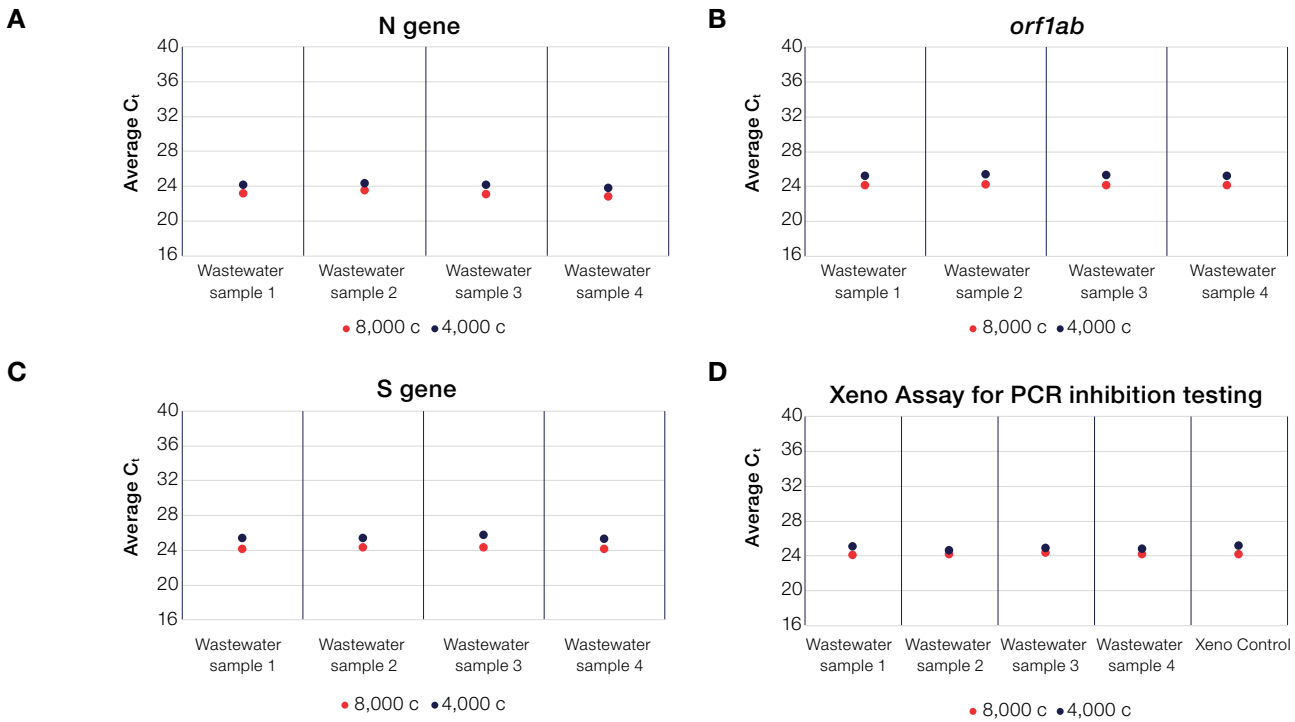 A
N gene
Average Ct
40
36
32
28
24
20
16
Wastewater sample 1
Wastewater sample 2
Wastewater sample 3
Wastewater sample 4
8,000 c 4,000 c
B
orf1ab
Average Ct
40
36
32
28
24
20
16
Wastewater sample 1
Wastewater sample 2
Wastewater sample 3
Wastewater sample 4
8,000 c 4,000 c
C
S gene
Average Ct
40
36
32
28
24
20
16
Wastewater sample 1
Wastewater sample 2
Wastewater sample 3
Wastewater sample 4
8,000 c 4,000 c
D
Xeno Assay for PCR inhibition testing
Average Ct
40
36
32
28
24
20
16
Wastewater sample 1
Wastewater sample 2
Wastewater sample 3
Wastewater sample 4
Xeno Control
8,000 c 4,000 c